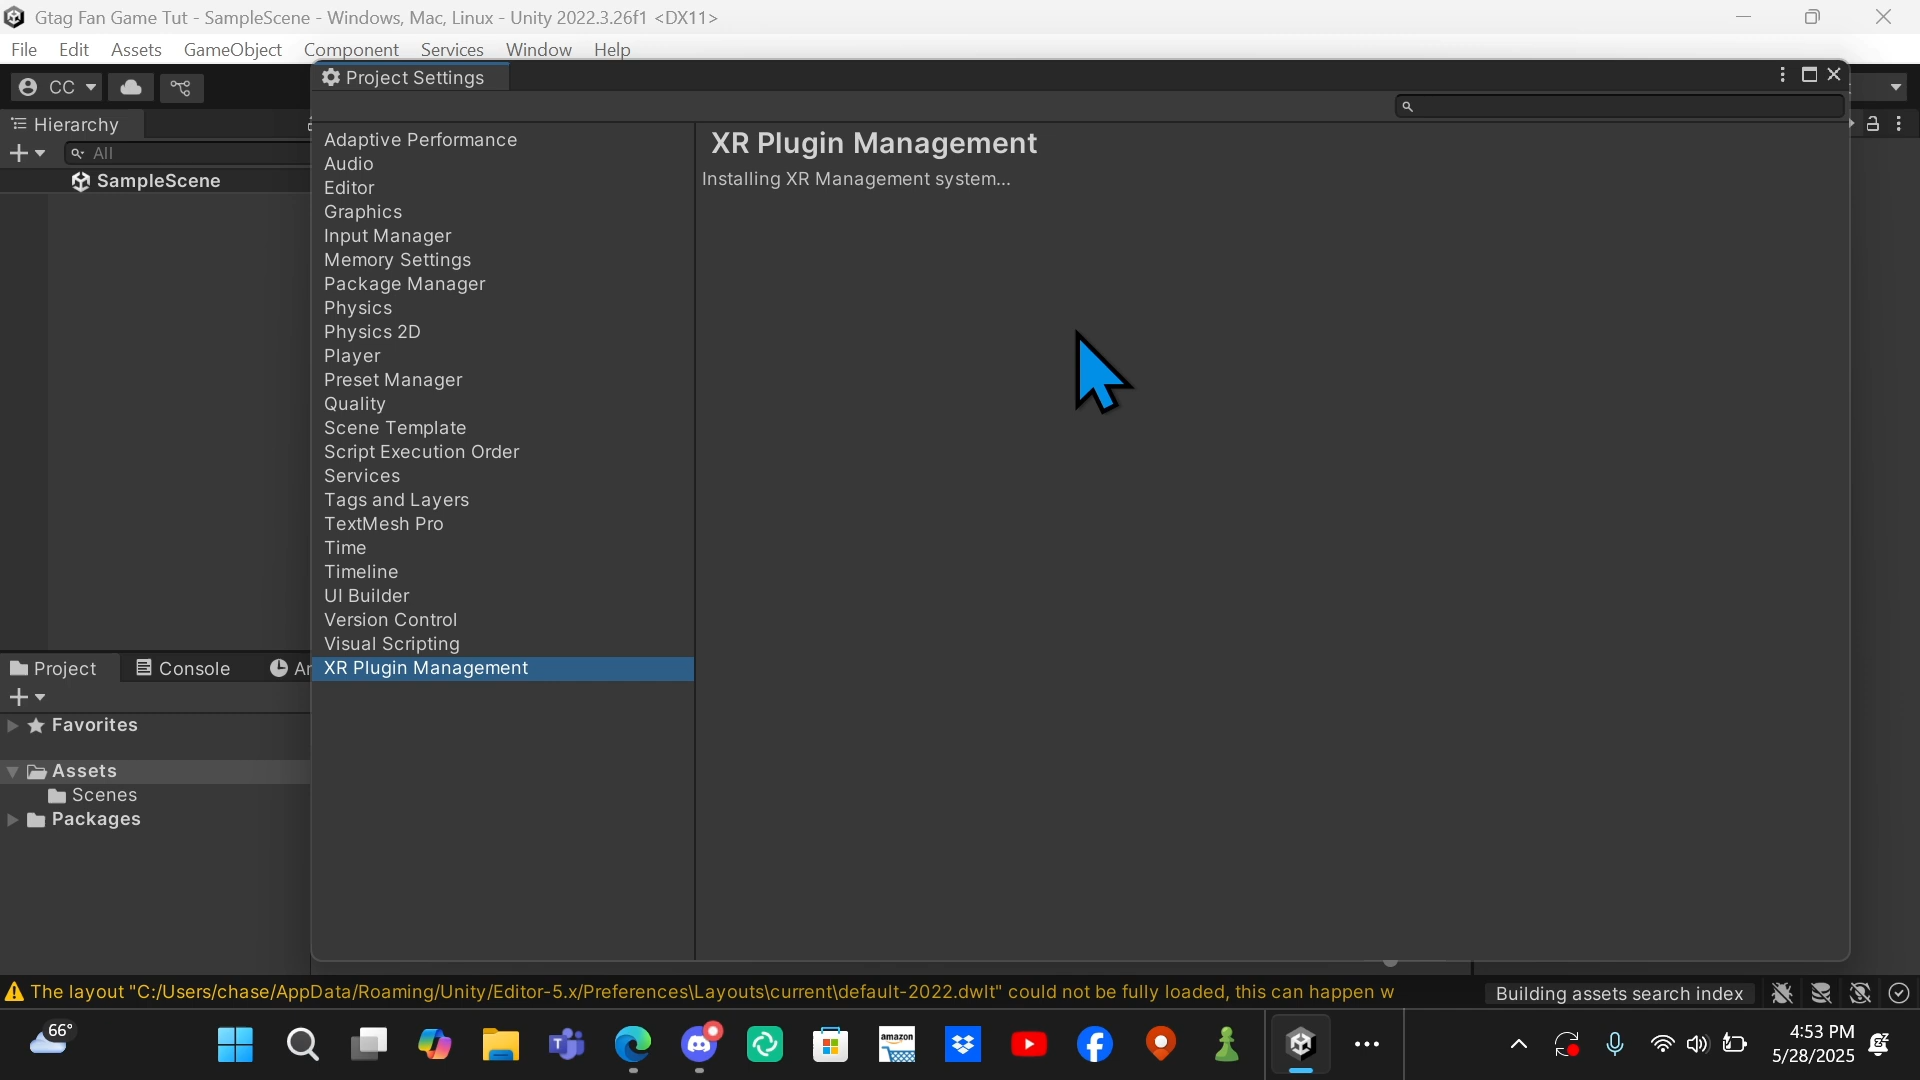 Gtag Fan Game Tut - SampleScene - Windows, Mac, Linux - Unity 2022.3.26f1 <DX11>
File Edit Assets GameObject Component Services Window Help
CC
Project Settings
Hierarchy
All
SampleScene
Adaptive Performance
Audio
Editor
Graphics
Input Manager
Memory Settings
Package Manager
Physics
Physics 2D
Player
Preset Manager
Quality
Scene Template
Script Execution Order
Services
Tags and Layers
TextMesh Pro
Time
Timeline
UI Builder
Version Control
Visual Scripting
XR Plugin Management
XR Plugin Management
Installing XR Management system...
Project Console
Favorites
Assets
Scenes
Packages
The layout "C:/Users/chase/AppData/Roaming/Unity/Editor-5.x/Preferences\Layouts\current\default-2022.dwlt" could not be fully loaded, this can happen w
Building assets search index
66°
amazon
4:53 PM
5/28/2025